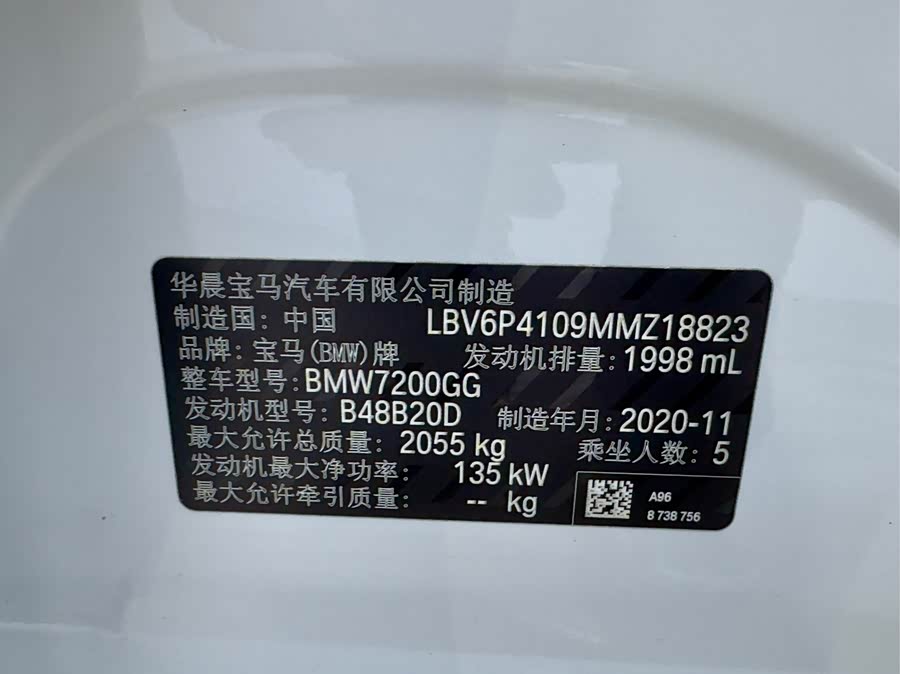 华晨宝马汽车有限公司制造
制造国：中国 LBV6P4109MMZ18823
品牌：宝马(BMW)牌 发动机排量：1998 mL
整车型号：BMW7200GG
发动机型号：B48B20D 制造年月：2020-11
最大允许总质量：2055 kg 乘坐人数：5
发动机最大净功率：135 kW
最大允许牵引质量：-- kg
A96
8 738 756